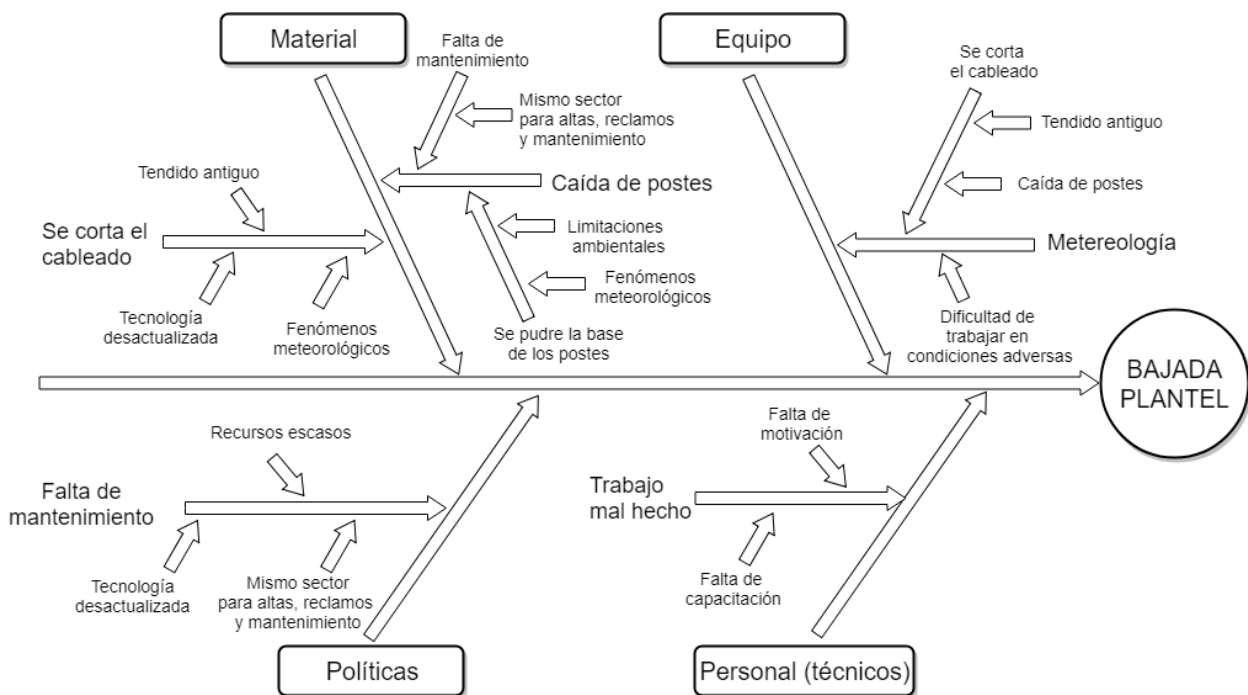 Material
Falta de
mantenimiento
Mismo sector
para altas, reclamos
y mantenimiento
Caída de postes
Tendido antiguo
Se corta el
cableado
Tecnología
desactualizada
Fenómenos
meteorológicos
Limitaciones
ambientales
Fenómenos
meteorológicos
Se pudre la base
de los postes
Equipo
Se corta
el cableado
Tendido antiguo
Caída de postes
Metereología
Dificultad de
trabajar en
condiciones adversas
BAJADA
PLANTEL
Recursos escasos
Falta de
mantenimiento
Tecnología
desactualizada
Mismo sector
para altas, reclamos
y mantenimiento
Políticas
Falta de
motivación
Trabajo
mal hecho
Falta de
capacitación
Personal (técnicos)